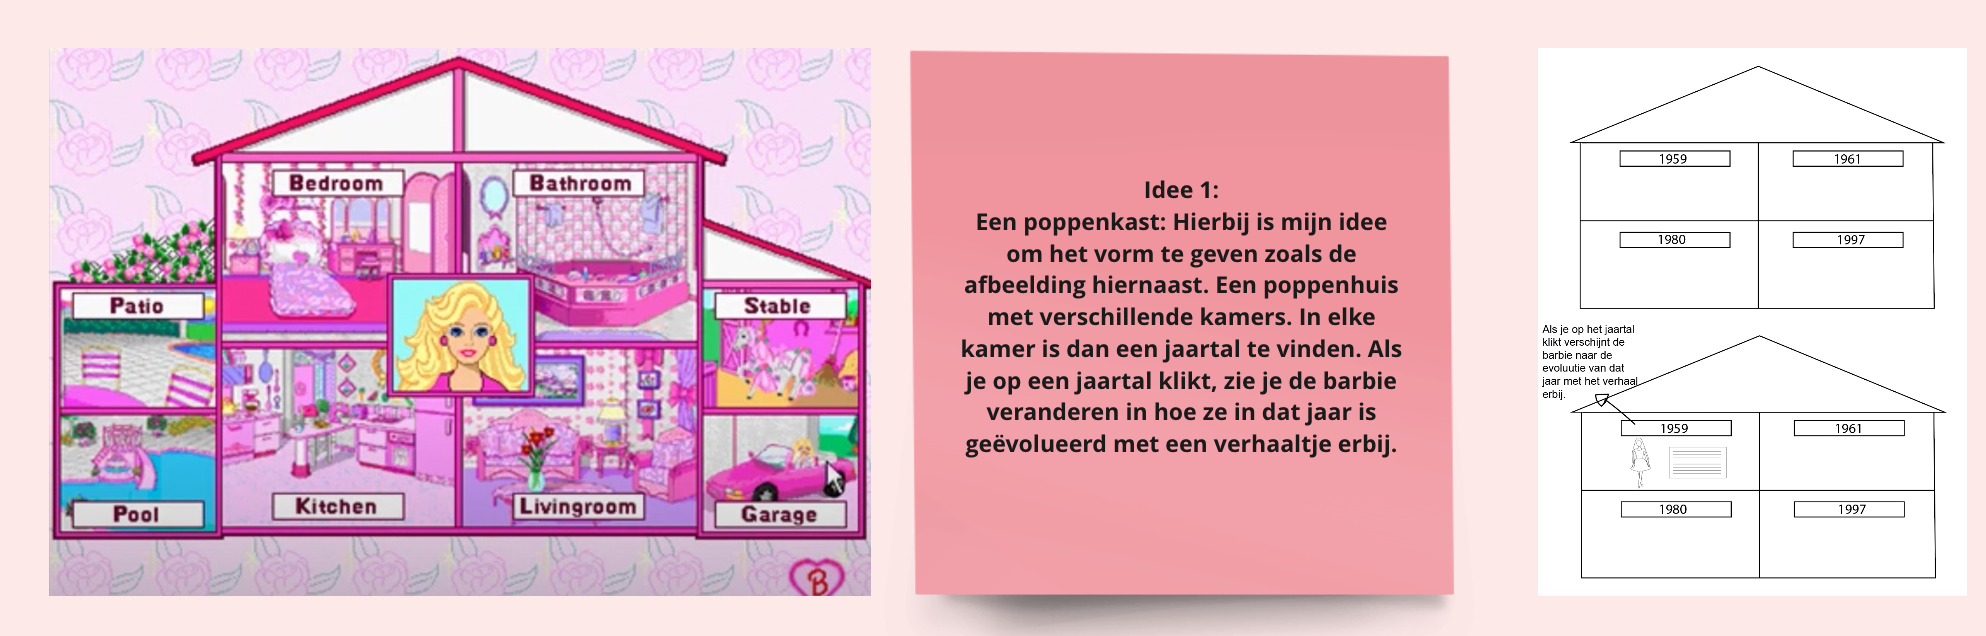 Bedroom
Bathroom
Patio
Stable
Kitchen
Livingroom
Pool
Garage
B
Idee 1:
Een poppenkast: Hierbij is mijn idee
om het vorm te geven zoals de
afbeelding hiernaast. Een poppenhuis
met verschillende kamers. In elke
kamer is dan een jaartal te vinden. Als
je op een jaartal klikt, zie je de barbie
veranderen in hoe ze in dat jaar is
geëvolueerd met een verhaaltje erbij.
1959
1961
1980
1997
Als je op het jaartal
klikt verschijnt de
barbie naar de
evoluutie van dat
jaar met het verhaal
erbij.
1959
1961
1980
1997